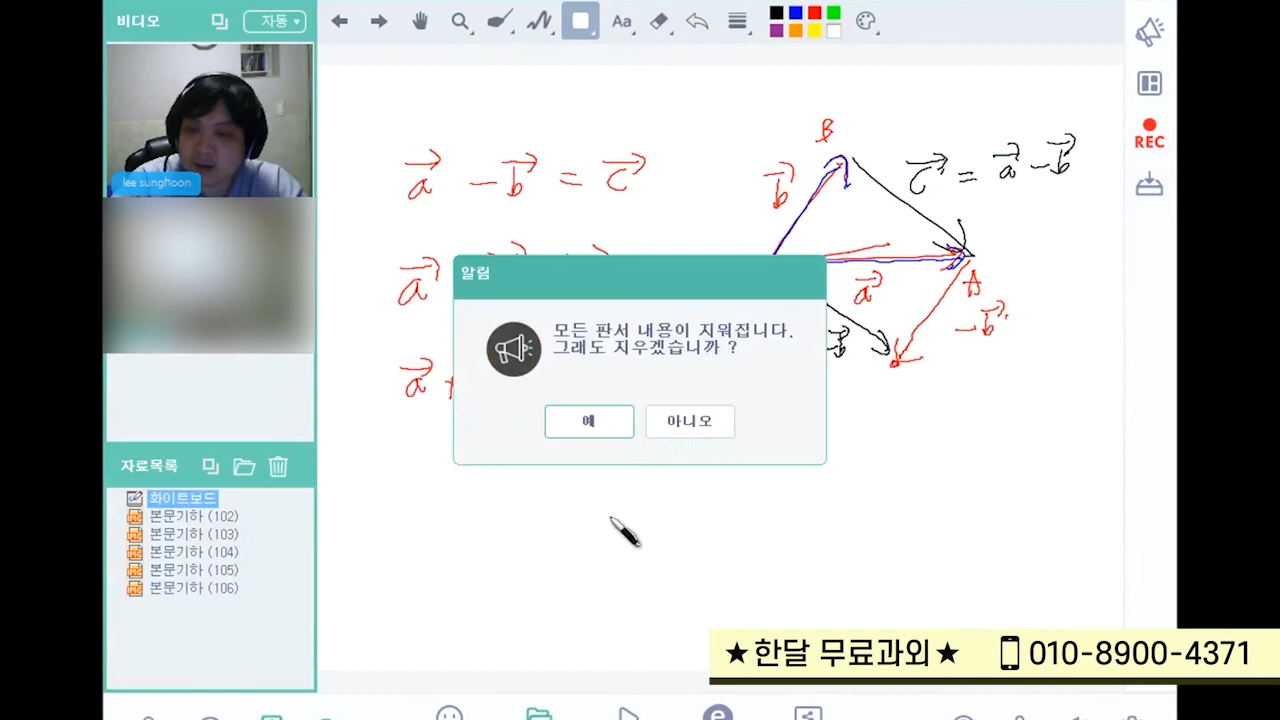 비디오
자동
Aa
REC
lee sunghoon
a⃗ - b⃗ = c⃗
B
b⃗
c⃗ = a⃗ - b⃗
a⃗
a⃗
A
-b⃗
a⃗
알림
모든 판서 내용이 지워집니다.
그래도 지우겠습니까 ?
예
아니오
자료목록
화이트보드
본문기하 (102)
본문기하 (103)
본문기하 (104)
본문기하 (105)
본문기하 (106)
★한달 무료과외★ 010-8900-4371